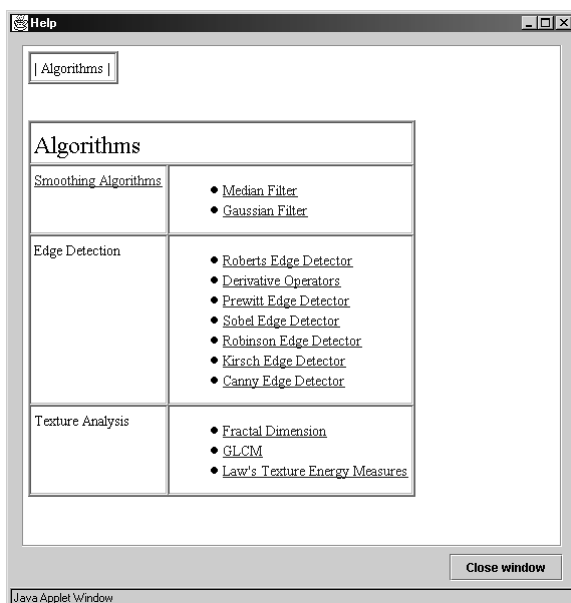 Help
| Algorithms |
Algorithms
Smoothing Algorithms
Median Filter
Gaussian Filter
Edge Detection
Roberts Edge Detector
Derivative Operators
Prewitt Edge Detector
Sobel Edge Detector
Robinson Edge Detector
Kirsch Edge Detector
Canny Edge Detector
Texture Analysis
Fractal Dimension
GLCM
Law's Texture Energy Measures
Close window
Java Applet Window